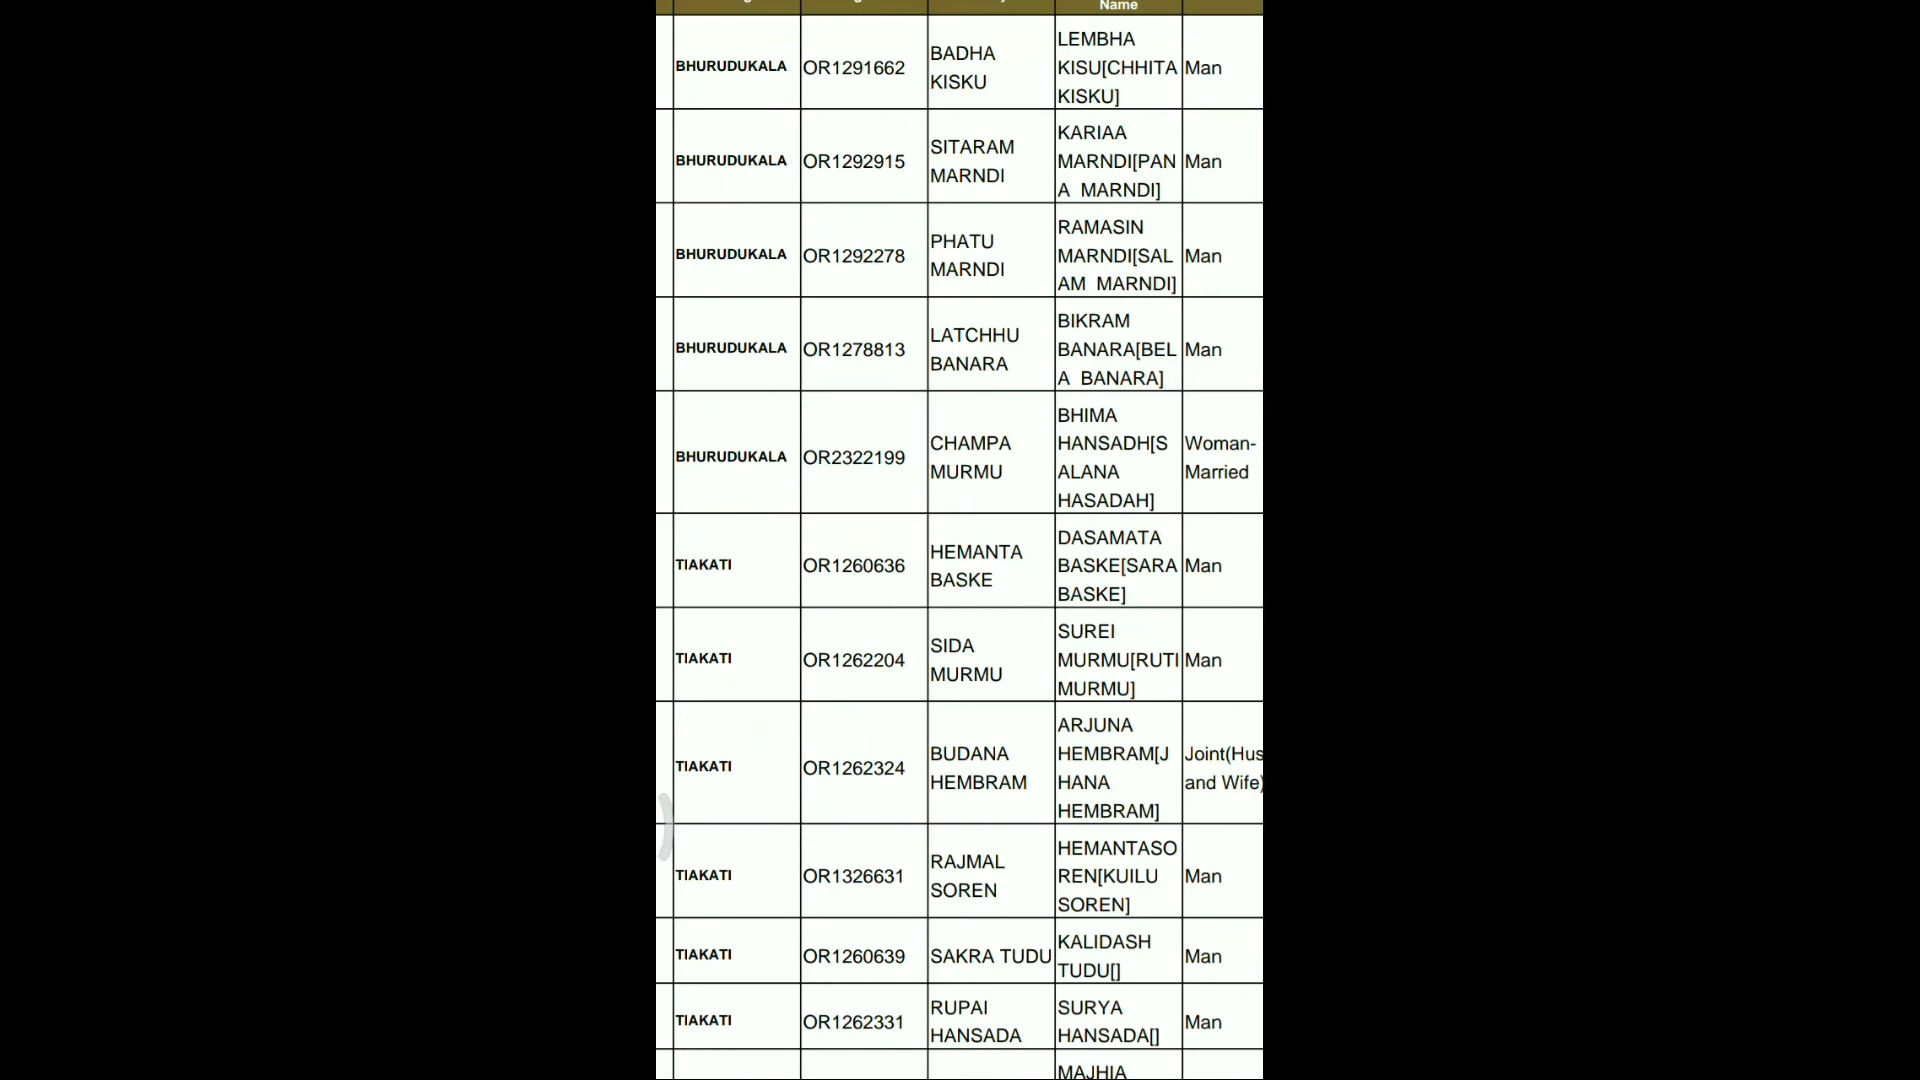 Name
BHURUDUKALA OR1291662 BADHA KISKU LEMBHA KISU[CHHITA KISKU] Man
BHURUDUKALA OR1292915 SITARAM MARNDI KARIAA MARNDI[PAN A MARNDI] Man
BHURUDUKALA OR1292278 PHATU MARNDI RAMASIN MARNDI[SAL AM MARNDI] Man
BHURUDUKALA OR1278813 LATCHHU BANARA BIKRAM BANARA[BEL A BANARA] Man
BHURUDUKALA OR2322199 CHAMPA MURMU BHIMA HANSADH[S ALANA HASADAH] Woman- Married
TIAKATI OR1260636 HEMANTA BASKE DASAMATA BASKE[SARA BASKE] Man
TIAKATI OR1262204 SIDA MURMU SUREI MURMU[RUTI MURMU] Man
TIAKATI OR1262324 BUDANA HEMBRAM ARJUNA HEMBRAM[J HANA HEMBRAM] Joint(Hus and Wife)
TIAKATI OR1326631 RAJMAL SOREN HEMANTASO REN[KUILU SOREN] Man
TIAKATI OR1260639 SAKRA TUDU KALIDASH TUDU[] Man
TIAKATI OR1262331 RUPAI HANSADA SURYA HANSADA[] Man
MAJHIA